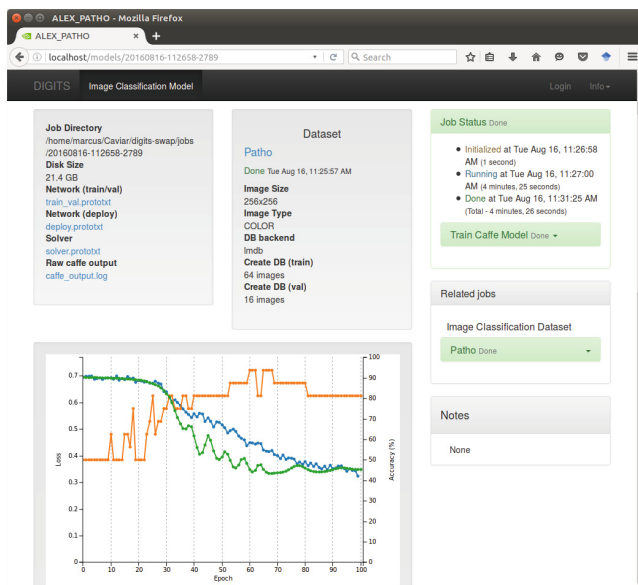 ALEX_PATHO - Mozilla Firefox
ALEX_PATHO × +
localhost/models/20160816-112658-2789
Search
DIGITS Image Classification Model Login Info
Job Directory
/home/marcus/Caviar/digits-swap/jobs
/20160816-112658-2789
Disk Size
21.4 GB
Network (train/val)
train_val.prototxt
Network (deploy)
deploy.prototxt
Solver
solver.prototxt
Raw caffe output
caffe_output.log
Dataset
Patho
Done Tue Aug 16, 11:25:57 AM
Image Size
256x256
Image Type
COLOR
DB backend
lmdb
Create DB (train)
64 images
Create DB (val)
16 images
Job Status Done
Initialized at Tue Aug 16, 11:26:58
AM (1 second)
Running at Tue Aug 16, 11:27:00
AM (4 minutes, 25 seconds)
Done at Tue Aug 16, 11:31:25 AM
(Total - 4 minutes, 26 seconds)
Train Caffe Model Done
Related jobs
Image Classification Dataset
Patho Done
Notes
None
0.7
0.6
0.5
0.4
0.3
0.2
0.1
0
Loss
100
90
80
70
60
50
40
30
20
10
0
Accuracy (%)
0 10 20 30 40 50 60 70 80 90 100
Epoch